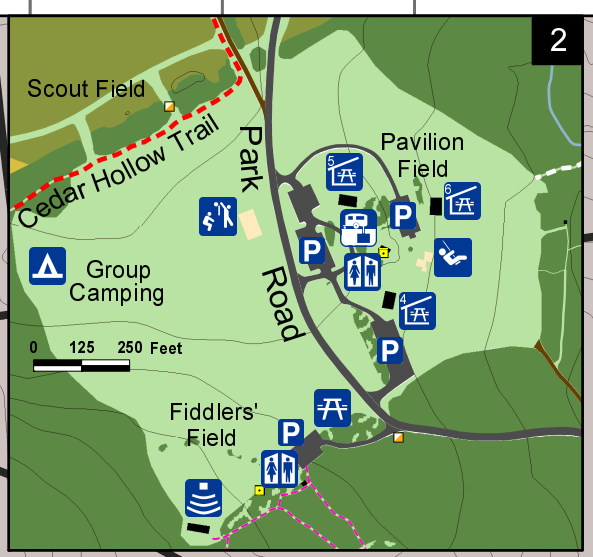 2
Scout Field
Cedar Hollow Trail
Park
Road
Pavilion
Field
5
6
P
P
4
P
Group
Camping
0 125 250 Feet
Fiddlers'
Field
P